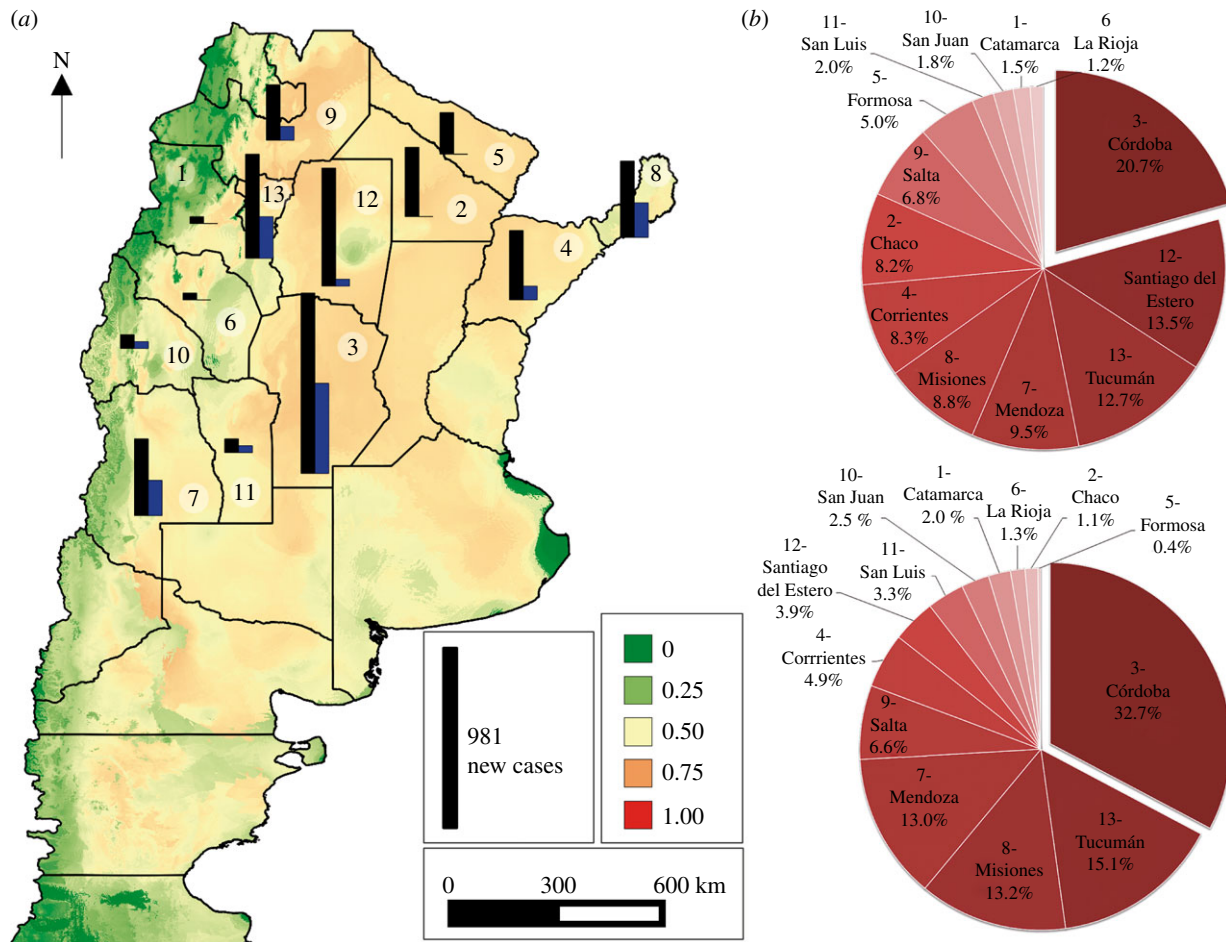 (a)
N
9
1
5
13
12
2
8
4
6
3
10
7
11
981
new cases
0
0.25
0.50
0.75
1.00
0 300 600 km
(b)
11-
San Luis
2.0%
10-
San Juan
1.8%
1-
Catamarca
1.5%
6
La Rioja
1.2%
5-
Formosa
5.0%
3-
Córdoba
20.7%
9-
Salta
6.8%
2-
Chaco
8.2%
12-
Santiago del
Estero
13.5%
4-
Corrientes
8.3%
8-
Misiones
8.8%
7-
Mendoza
9.5%
13-
Tucumán
12.7%
10-
San Juan
2.5 %
1-
Catamarca
2.0 %
6-
La Rioja
1.3%
2-
Chaco
1.1%
5-
Formosa
0.4%
12-
Santiago
del Estero
3.9%
11-
San Luis
3.3%
4-
Corrrientes
4.9%
3-
Córdoba
32.7%
9-
Salta
6.6%
7-
Mendoza
13.0%
8-
Misiones
13.2%
13-
Tucumán
15.1%